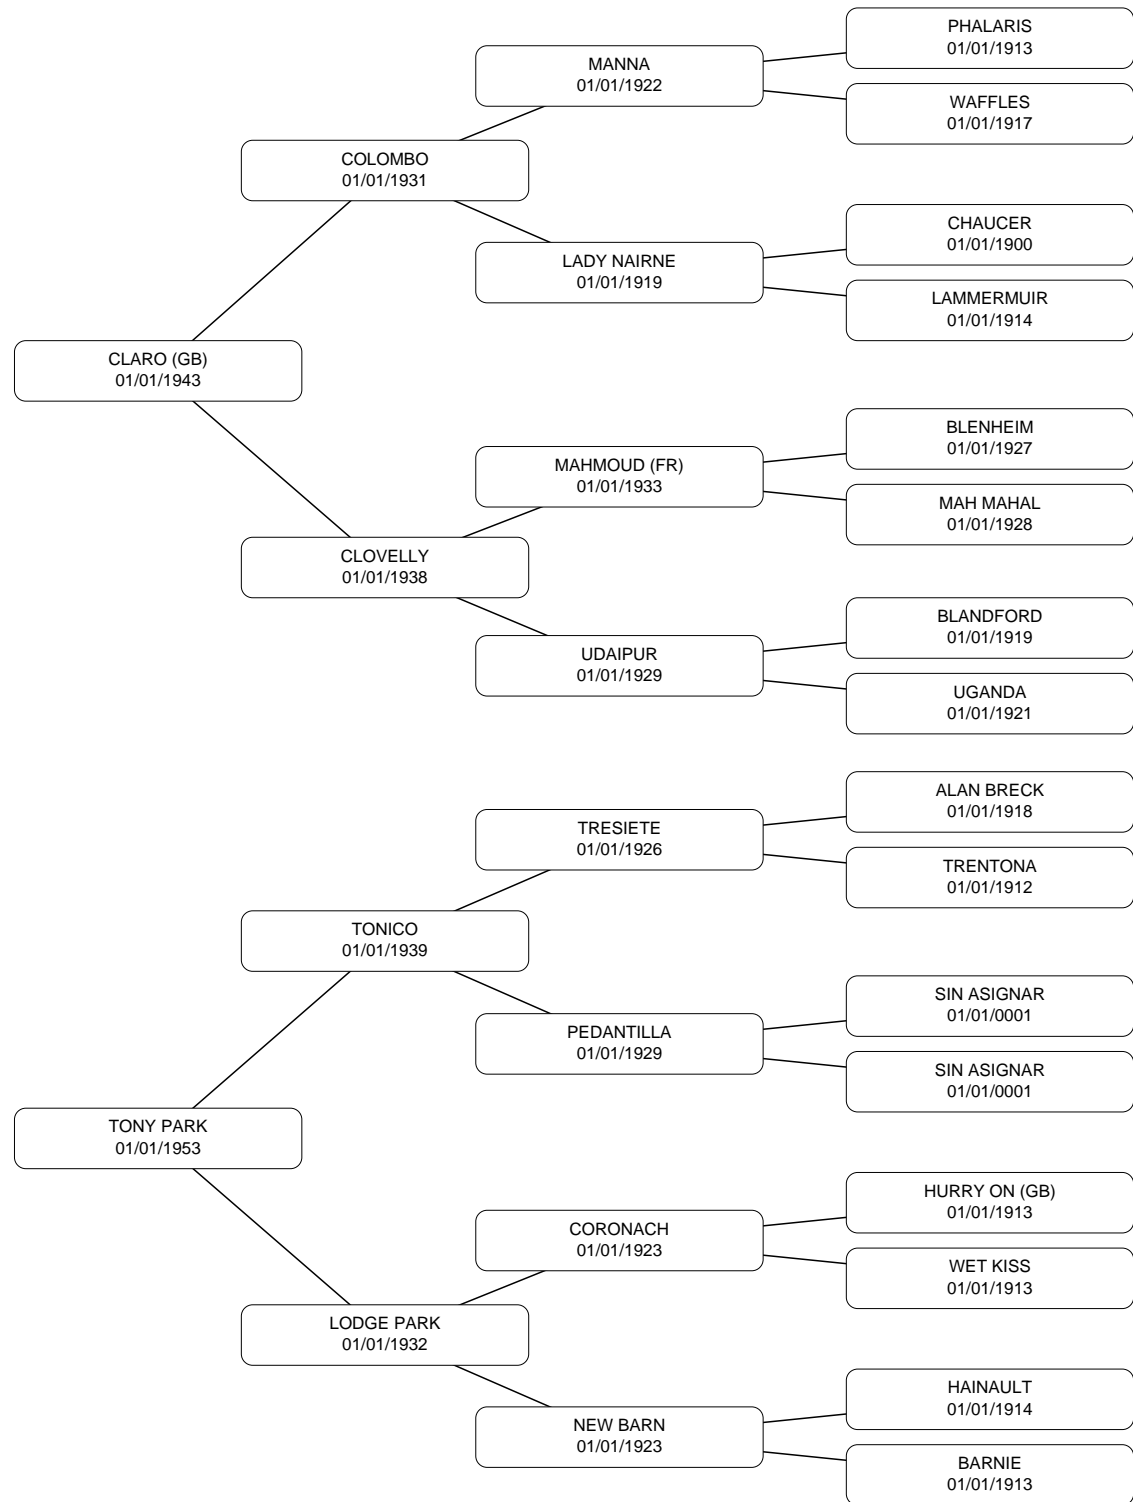 PHALARIS
01/01/1913
MANNA
01/01/1922
WAFFLES
01/01/1917
COLOMBO
01/01/1931
CHAUCER
01/01/1900
LADY NAIRNE
01/01/1919
LAMMERMUIR
01/01/1914
CLARO (GB)
01/01/1943
BLENHEIM
01/01/1927
MAHMOUD (FR)
01/01/1933
MAH MAHAL
01/01/1928
CLOVELLY
01/01/1938
BLANDFORD
01/01/1919
UDAIPUR
01/01/1929
UGANDA
01/01/1921
ALAN BRECK
01/01/1918
TRESIETE
01/01/1926
TRENTONA
01/01/1912
TONICO
01/01/1939
SIN ASIGNAR
01/01/0001
PEDANTILLA
01/01/1929
SIN ASIGNAR
01/01/0001
TONY PARK
01/01/1953
HURRY ON (GB)
01/01/1913
CORONACH
01/01/1923
WET KISS
01/01/1913
LODGE PARK
01/01/1932
HAINAULT
01/01/1914
NEW BARN
01/01/1923
BARNIE
01/01/1913